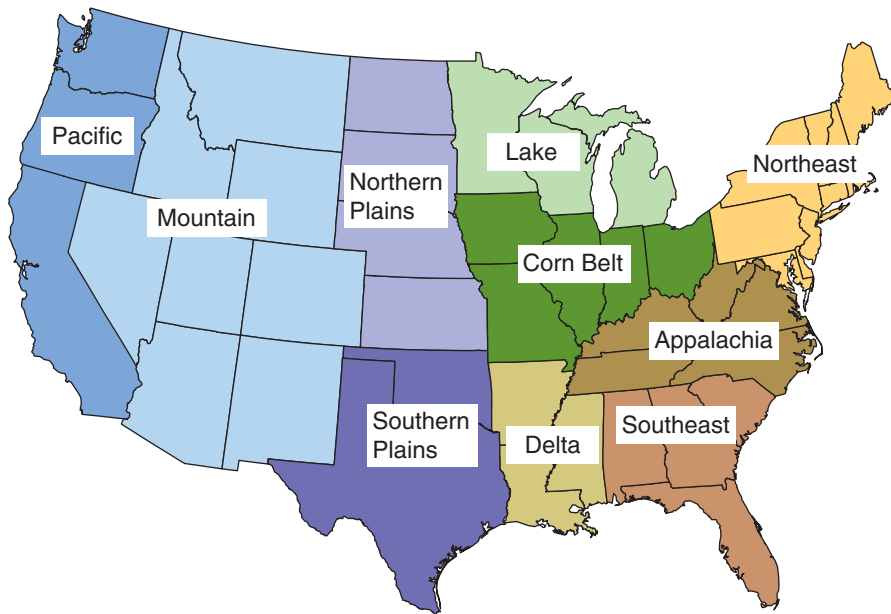 Pacific
Lake
Northeast
Northern
Plains
Mountain
Corn Belt
Appalachia
Southern
Plains
Delta
Southeast